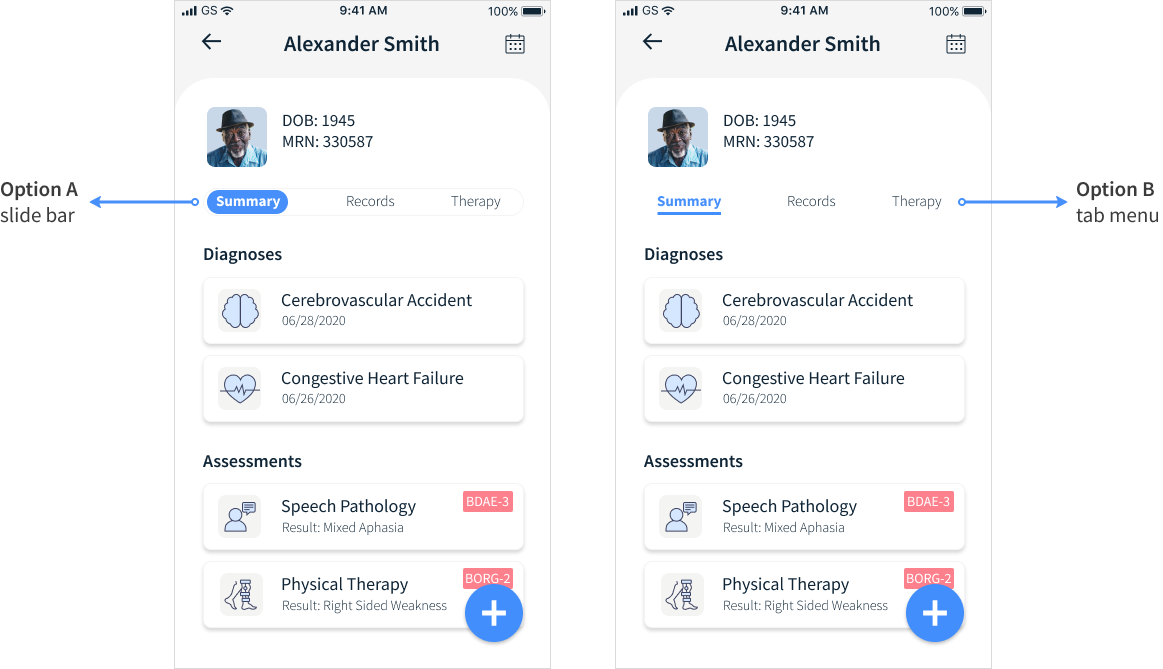 GS 9:41 AM 100%
Alexander Smith
DOB: 1945
MRN: 330587
Option A
slide bar
Summary Records Therapy
Diagnoses
Cerebrovascular Accident
06/28/2020
Congestive Heart Failure
06/26/2020
Assessments
Speech Pathology BDAE-3
Result: Mixed Aphasia
Physical Therapy BORG-2
Result: Right Sided Weakness
GS 9:41 AM 100%
Alexander Smith
DOB: 1945
MRN: 330587
Summary Records Therapy
Option B
tab menu
Diagnoses
Cerebrovascular Accident
06/28/2020
Congestive Heart Failure
06/26/2020
Assessments
Speech Pathology BDAE-3
Result: Mixed Aphasia
Physical Therapy BORG-2
Result: Right Sided Weakness